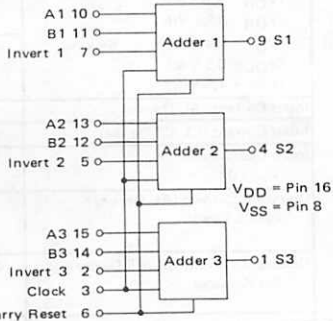 A1 10
B1 11
Invert 1 7
Adder 1
9 S1
A2 13
B2 12
Invert 2 5
Adder 2
4 S2
VDD = Pin 16
VSS = Pin 8
A3 15
B3 14
Invert 3 2
Clock 3
Adder 3
1 S3
arry Reset 6